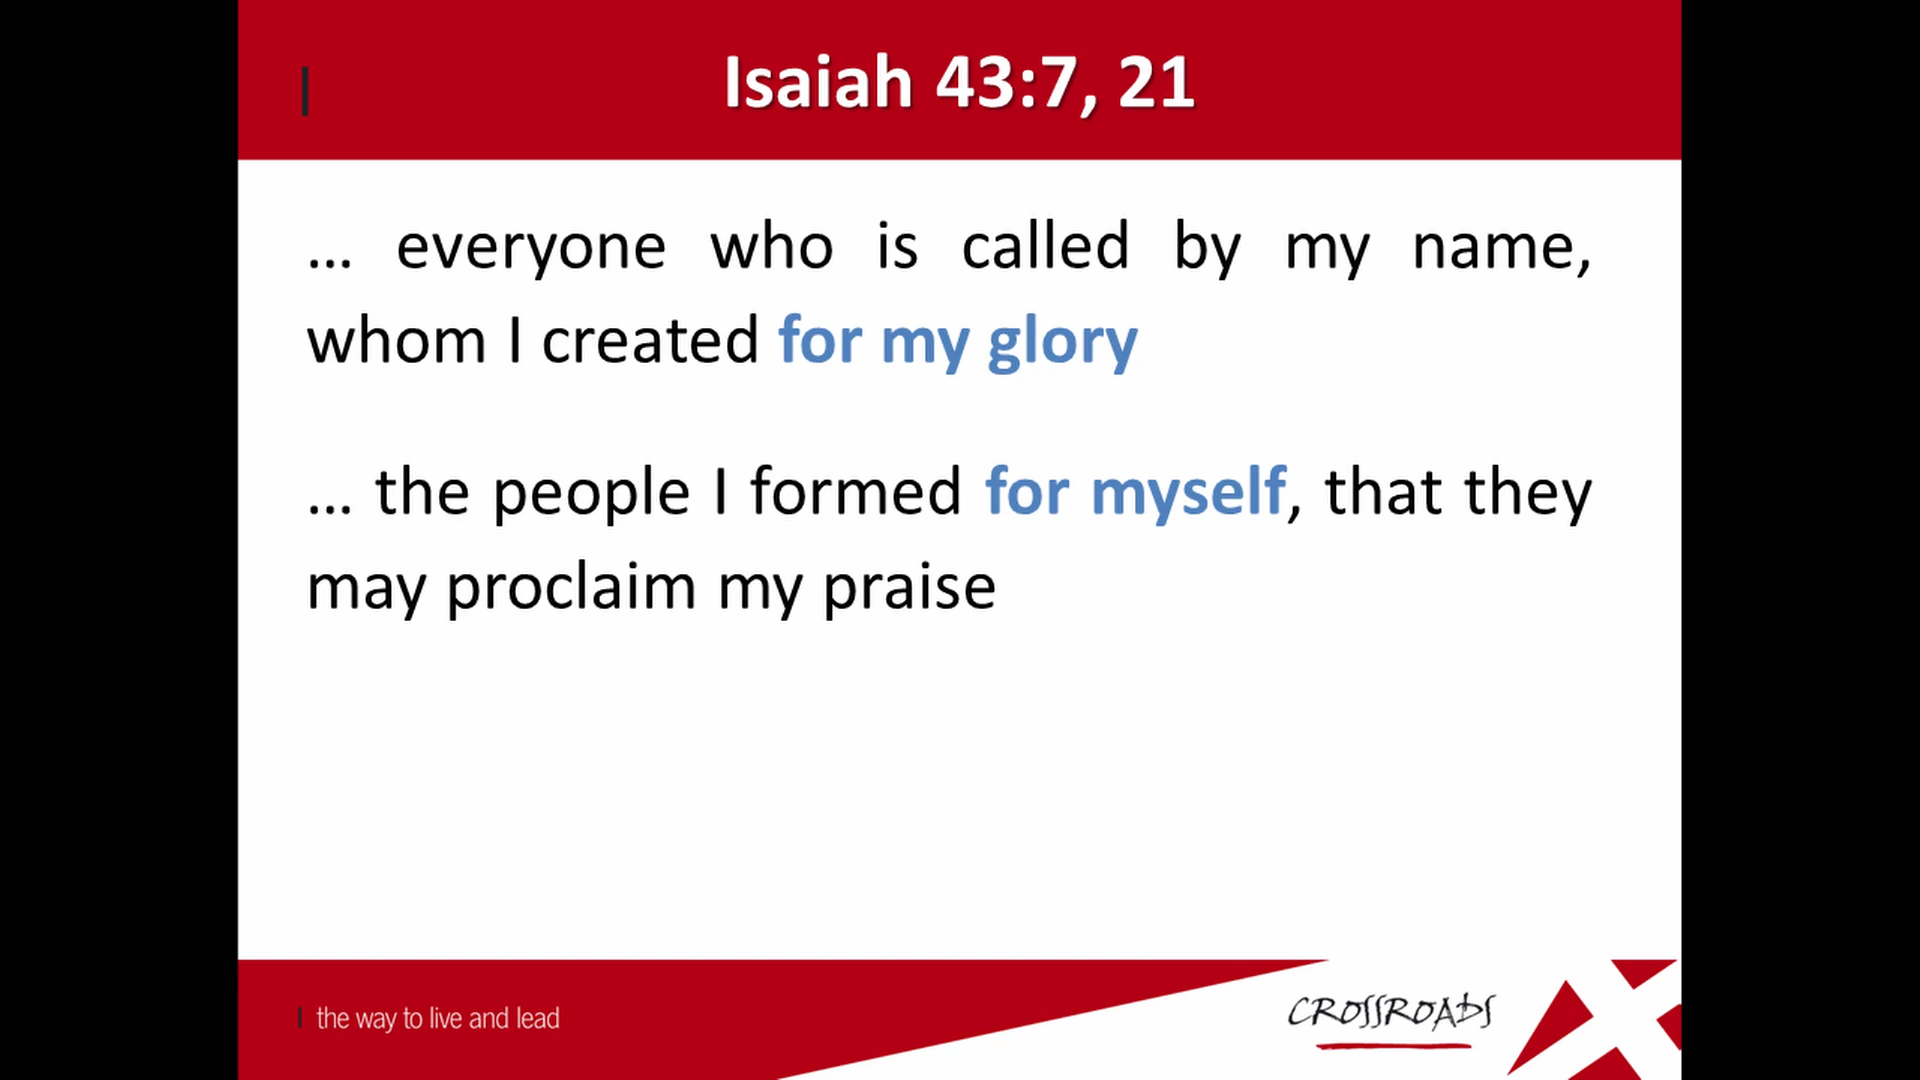 Isaiah 43:7, 21
... everyone who is called by my name,
whom I created for my glory
... the people I formed for myself, that they
may proclaim my praise
the way to live and lead
CROSSROADS